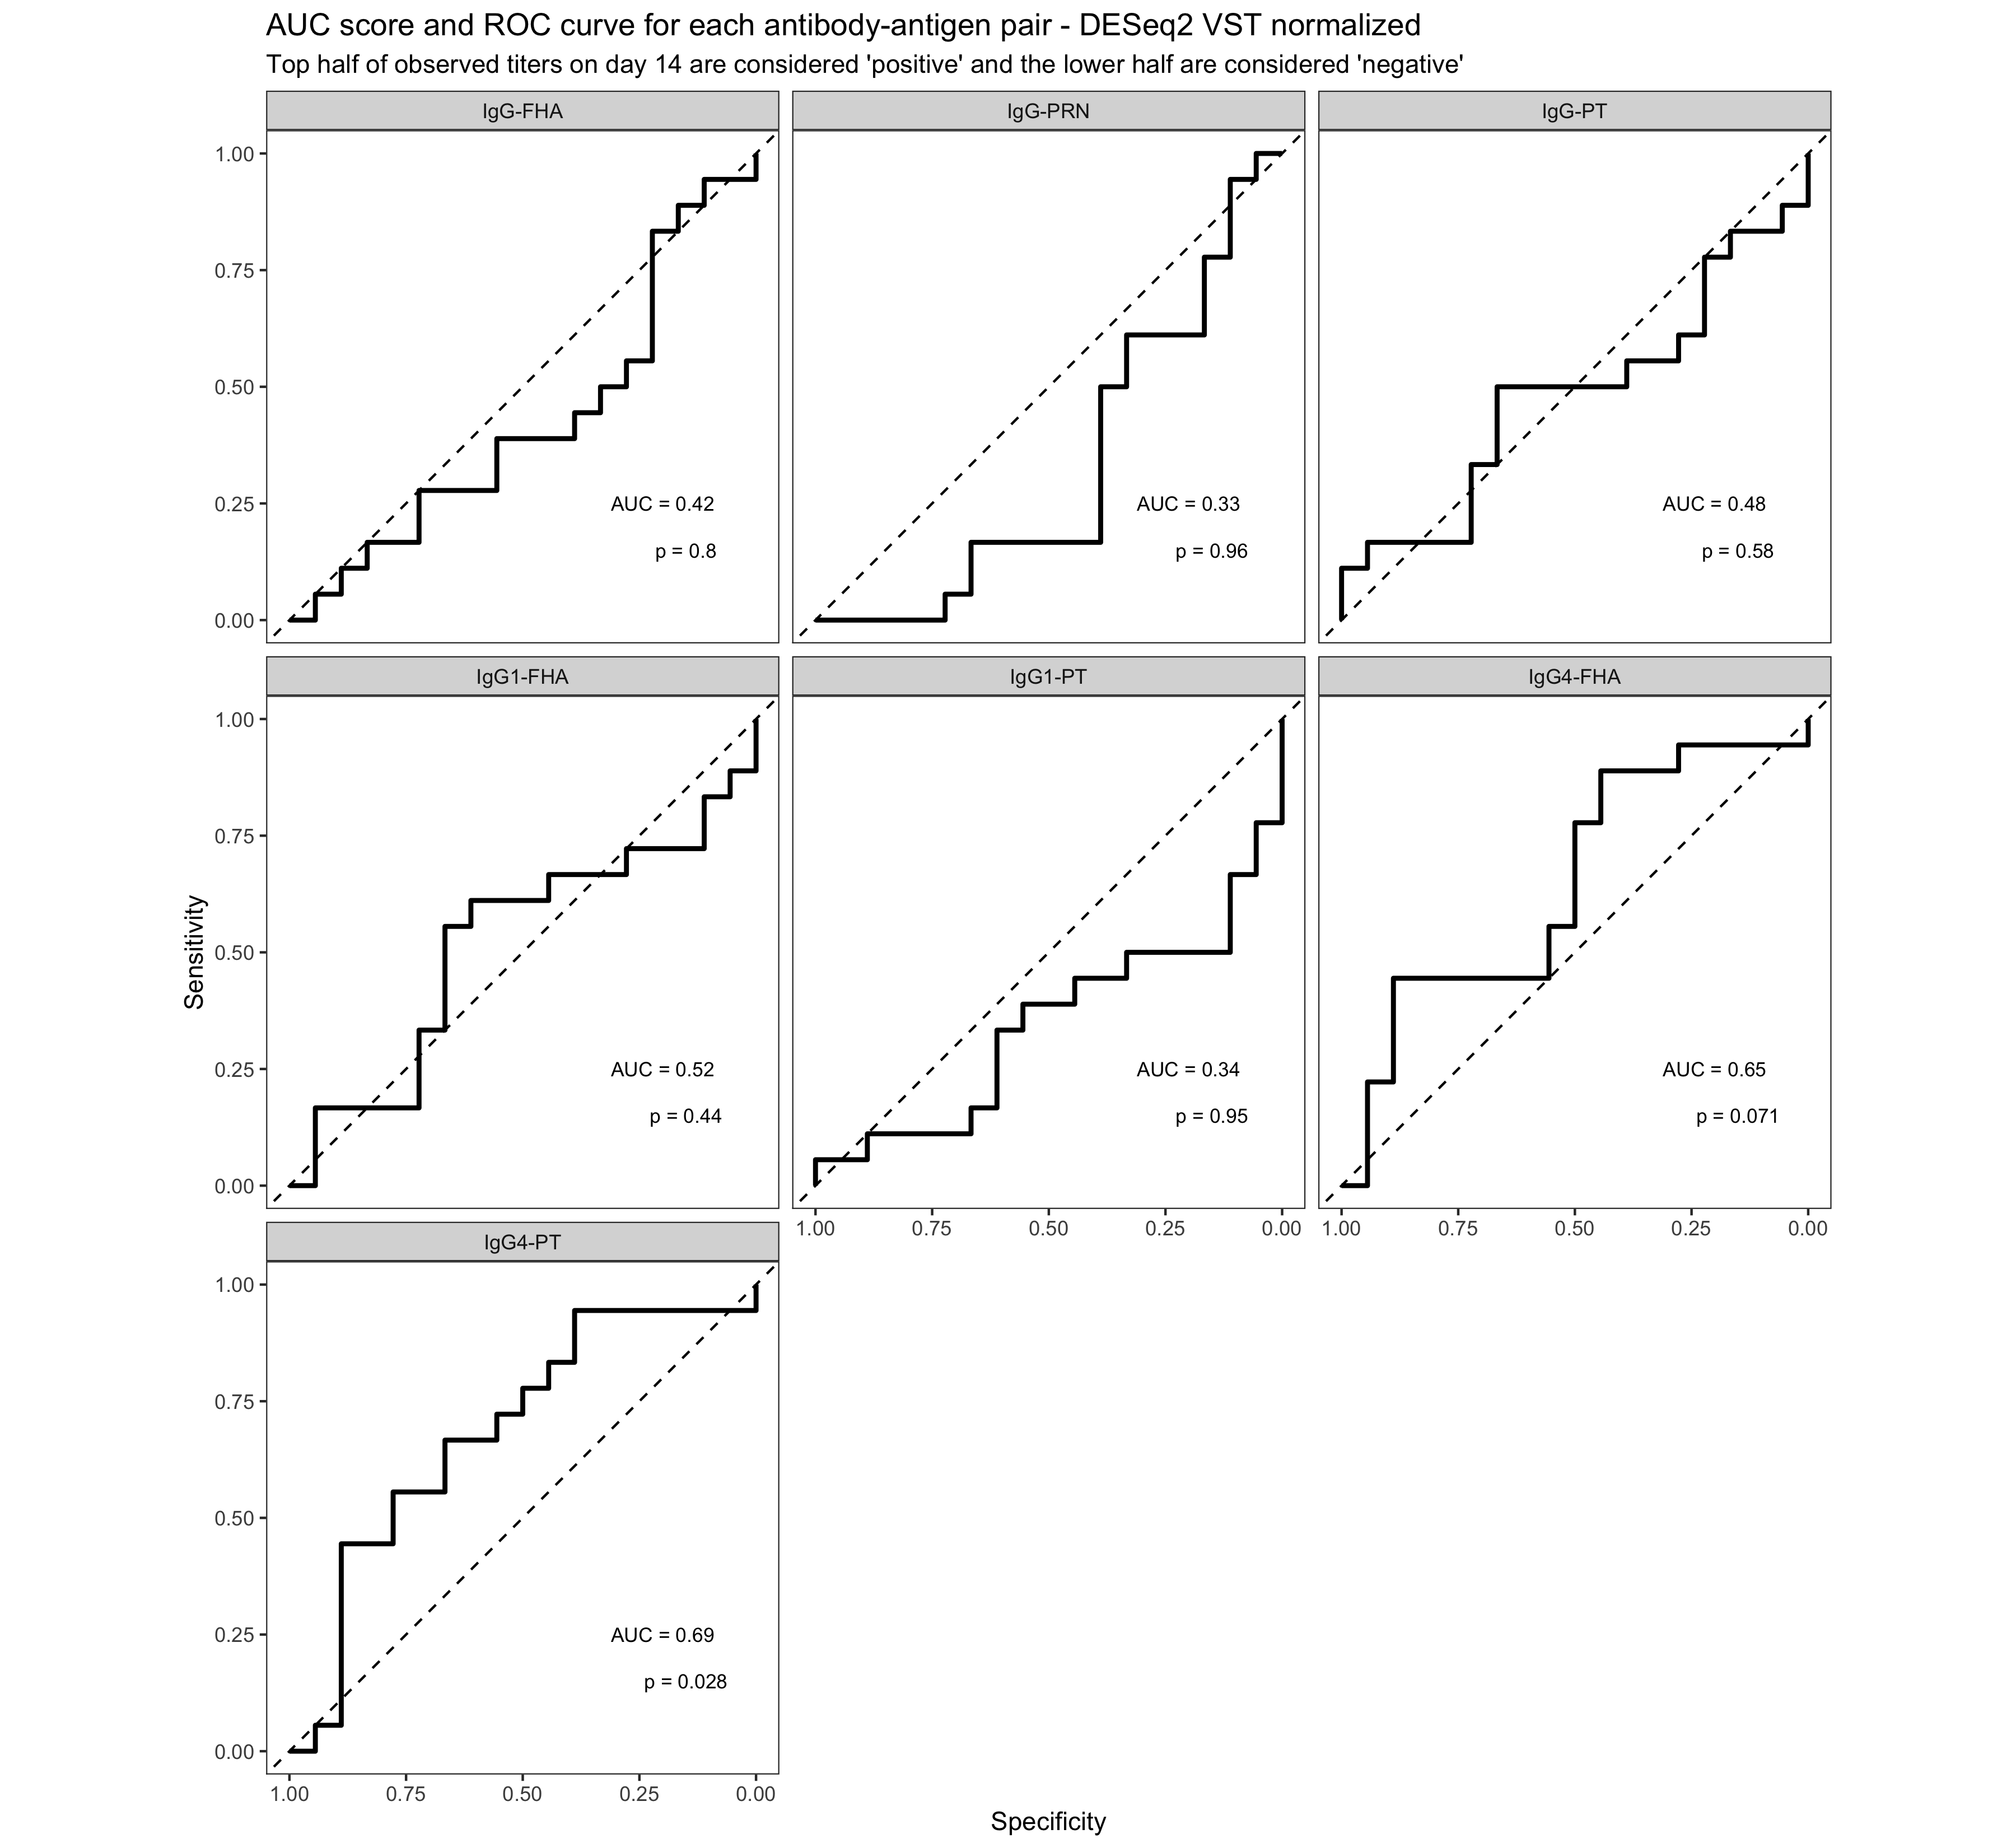 AUC score and ROC curve for each antibody-antigen pair - DESeq2 VST normalized
Top half of observed titers on day 14 are considered 'positive' and the lower half are considered 'negative'
IgG-FHA
IgG-PRN
IgG-PT
1.00
0.75
0.50
0.25
0.00
AUC = 0.42
p = 0.8
AUC = 0.33
p = 0.96
AUC = 0.48
p = 0.58
IgG1-FHA
IgG1-PT
IgG4-FHA
Sensitivity
1.00
0.75
0.50
0.25
0.00
AUC = 0.52
p = 0.44
AUC = 0.34
p = 0.95
AUC = 0.65
p = 0.071
1.00 0.75 0.50 0.25 0.00
1.00 0.75 0.50 0.25 0.00
IgG4-PT
1.00
0.75
0.50
0.25
0.00
AUC = 0.69
p = 0.028
1.00 0.75 0.50 0.25 0.00
Specificity